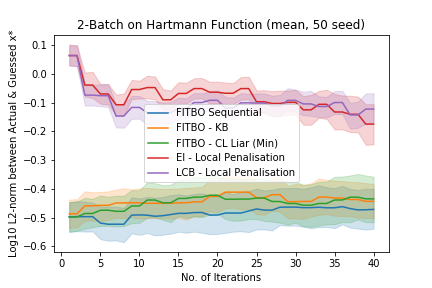 2-Batch on Hartmann Function (mean, 50 seed)
Log10 L2-norm between Actual & Guessed x*
0.1
0.0
−0.1
−0.2
−0.3
−0.4
−0.5
−0.6
FITBO Sequential
FITBO - KB
FITBO - CL Liar (Min)
EI - Local Penalisation
LCB - Local Penalisation
0 5 10 15 20 25 30 35 40
No. of Iterations